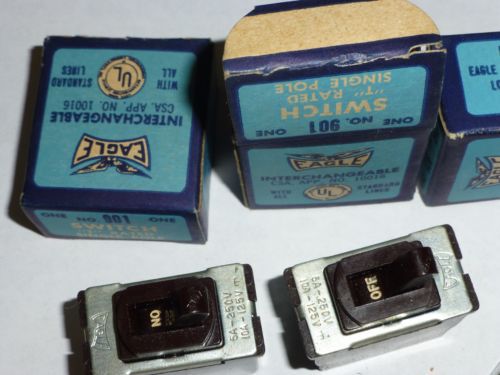 EAGLE
INTERCHANGEABLE
CSA. APP. NO. 10016
WITH ALL
UL
STANDARD LINES
ONE NO. 901 ONE
SWITCH
ONE NO. 901 ONE
SWITCH
"T" RATED
SINGLE POLE
EAGLE
INTERCHANGEABLE
CSA. APP. NO. 10016
WITH ALL
UL
STANDARD LINES
EAGLE
ON
5A-250V
10A-125V-T
OFF
5A-250V
10A-125V